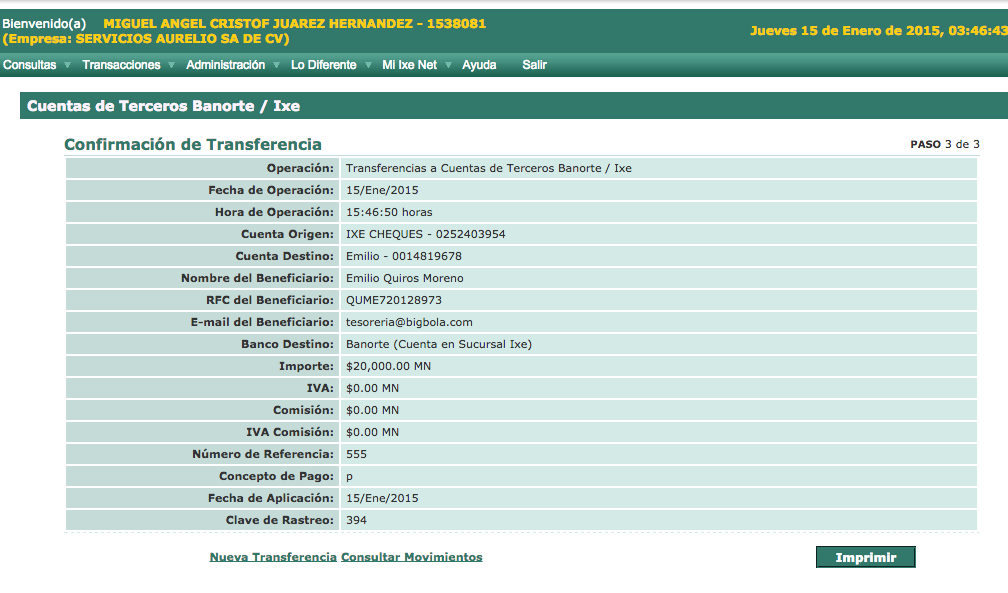 Bienvenido(a) MIGUEL ANGEL CRISTOF JUAREZ HERNANDEZ - 1538081
(Empresa: SERVICIOS AURELIO SA DE CV)
Jueves 15 de Enero de 2015, 03:46:43
Consultas Transacciones Administración Lo Diferente Mi Ixe Net Ayuda Salir
Cuentas de Terceros Banorte / Ixe
Confirmación de Transferencia PASO 3 de 3
Operación: Transferencias a Cuentas de Terceros Banorte / Ixe
Fecha de Operación: 15/Ene/2015
Hora de Operación: 15:46:50 horas
Cuenta Origen: IXE CHEQUES - 0252403954
Cuenta Destino: Emilio - 0014819678
Nombre del Beneficiario: Emilio Quiros Moreno
RFC del Beneficiario: QUME720128973
E-mail del Beneficiario: tesoreria@bigbola.com
Banco Destino: Banorte (Cuenta en Sucursal Ixe)
Importe: $20,000.00 MN
IVA: $0.00 MN
Comisión: $0.00 MN
IVA Comisión: $0.00 MN
Número de Referencia: 555
Concepto de Pago: p
Fecha de Aplicación: 15/Ene/2015
Clave de Rastreo: 394
Nueva Transferencia Consultar Movimientos Imprimir